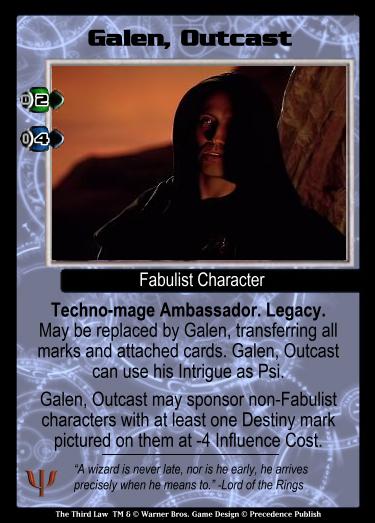 Galen, Outcast
2
4
Fabulist Character
Techno-mage Ambassador. Legacy.
May be replaced by Galen, transferring all
marks and attached cards. Galen, Outcast
can use his Intrigue as Psi.
Galen, Outcast may sponsor non-Fabulist
characters with at least one Destiny mark
pictured on them at -4 Influence Cost.
"A wizard is never late, nor is he early, he arrives
precisely when he means to." -Lord of the Rings
The Third Law TM & © Warner Bros. Game Design © Precedence Publish